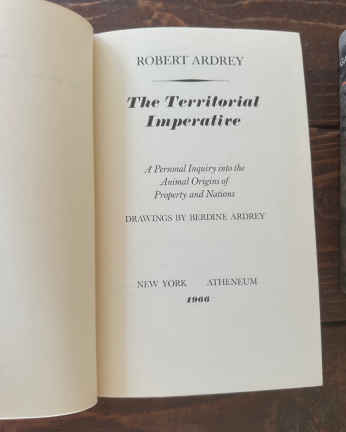 ROBERT ARDREY
The Territorial
Imperative
A Personal Inquiry into the
Animal Origins of
Property and Nations
DRAWINGS BY BERDINE ARDREY
NEW YORK ATHENEUM
1966